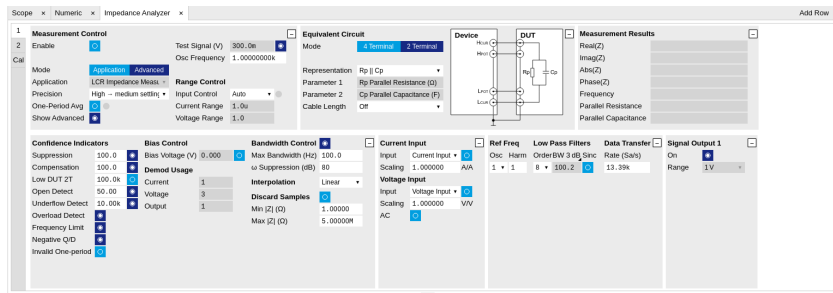 Scope × Numeric × Impedance Analyzer × Add Row
1
2
Cal
Measurement Control
Enable Test Signal (V) 300.0m
Osc Frequency 1.00000000k
Mode Application Advanced
Application LCR Impedance Measu Range Control
Precision High → medium settling Input Control Auto
One-Period Avg Current Range 1.0u
Show Advanced Voltage Range 1.0
Equivalent Circuit
Mode 4 Terminal 2 Terminal
Representation Rp || Cp
Parameter 1 Rp Parallel Resistance (Ω)
Parameter 2 Cp Parallel Capacitance (F)
Cable Length Off
Device DUT
HCUR
HPOT
Rp Cp
LPOT
LCUR
Measurement Results
Real(Z)
Imag(Z)
Abs(Z)
Phase(Z)
Frequency
Parallel Resistance
Parallel Capacitance
Confidence Indicators
Suppression 100.0
Compensation 100.0
Low DUT 2T 100.0k
Open Detect 50.00
Underflow Detect 10.00k
Overload Detect
Frequency Limit
Negative Q/D
Invalid One-period
Bias Control
Bias Voltage (V) 0.000
Demod Usage
Current 1
Voltage 3
Output 1
Bandwidth Control
Max Bandwidth (Hz) 100.0
ω Suppression (dB) 80
Interpolation Linear
Discard Samples
Min |Z| (Ω) 1.00000
Max |Z| (Ω) 5.00000M
Current Input
Input Current Input
Scaling 1.000000 A/A
Voltage Input
Input Voltage Input
Scaling 1.000000 V/V
AC
Ref Freq Low Pass Filters Data Transfer
Osc Harm Order BW 3 dB Sinc Rate (Sa/s)
1 1 8 100.2 13.39k
Signal Output 1
On
Range 1 V